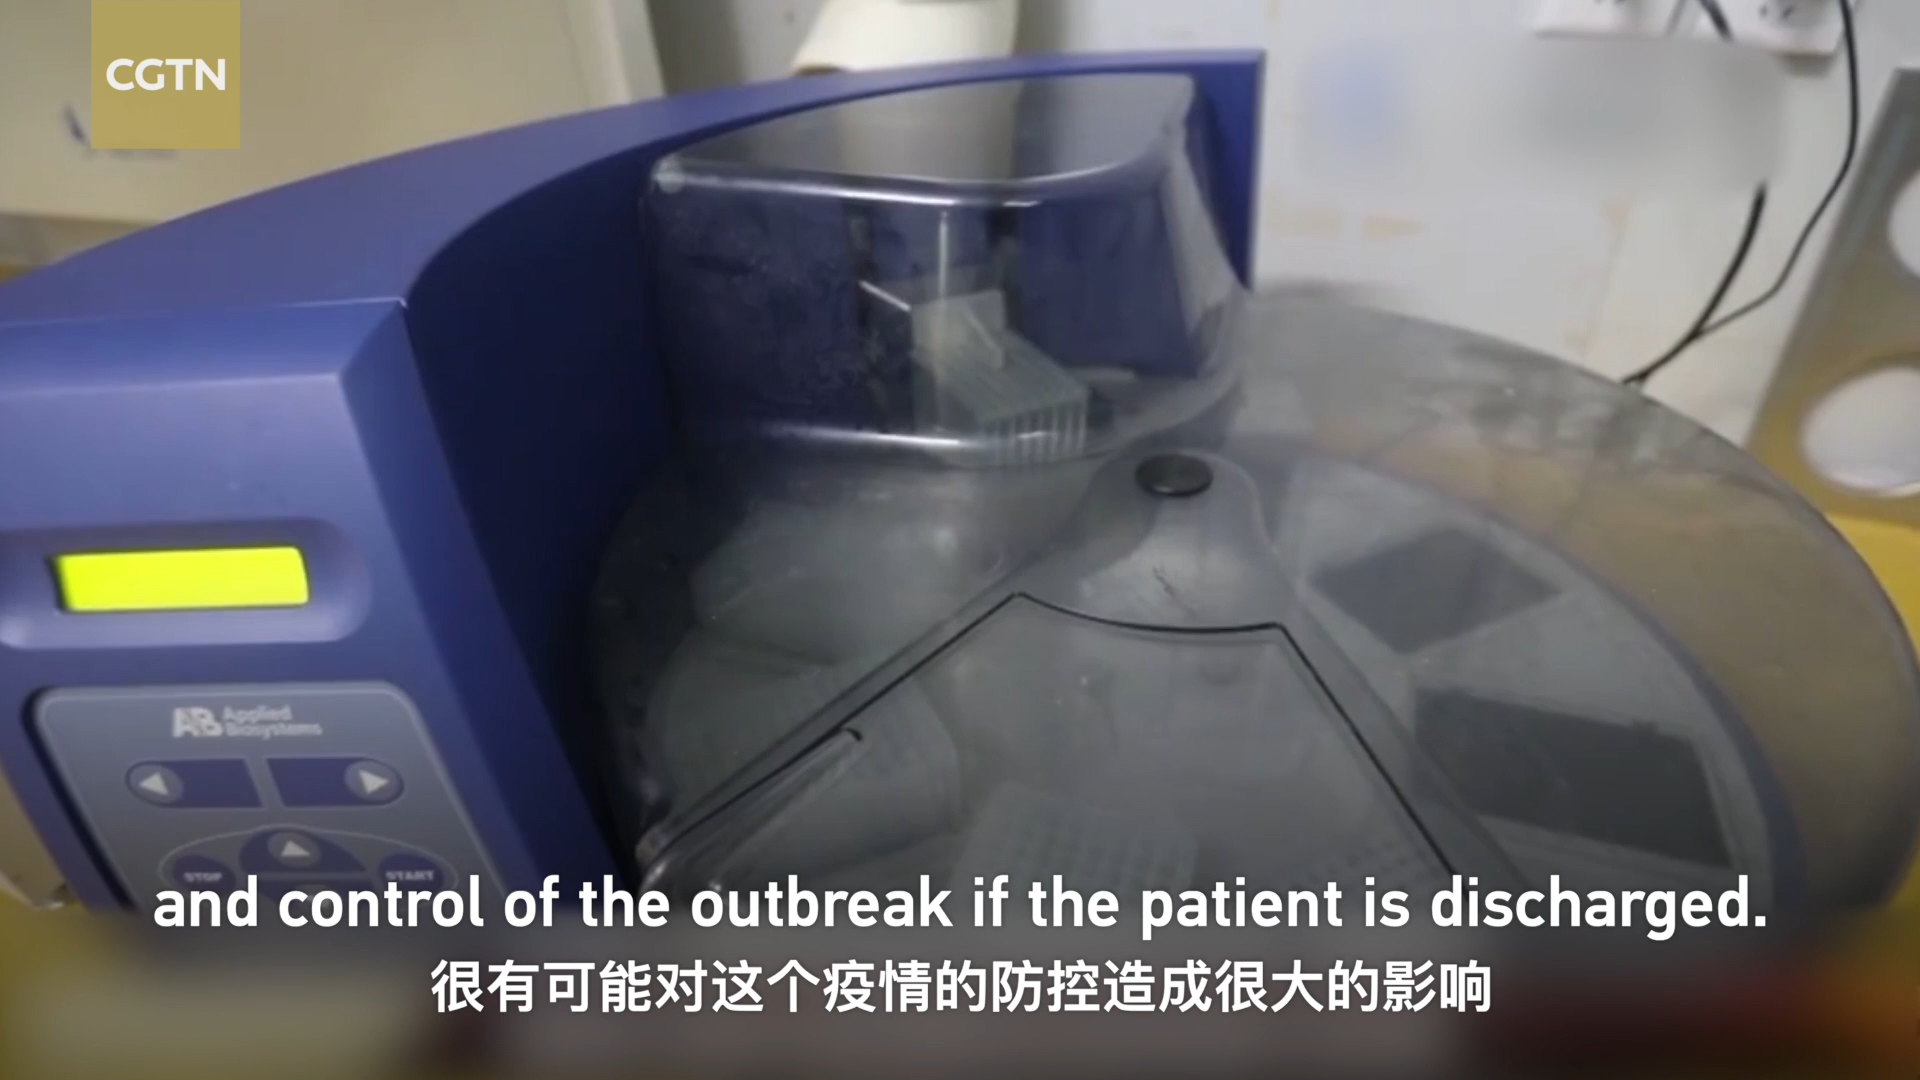 CGTN
AB Applied
Biosystems
STOP
START
and control of the outbreak if the patient is discharged.
很有可能对这个疫情的防控造成很大的影响